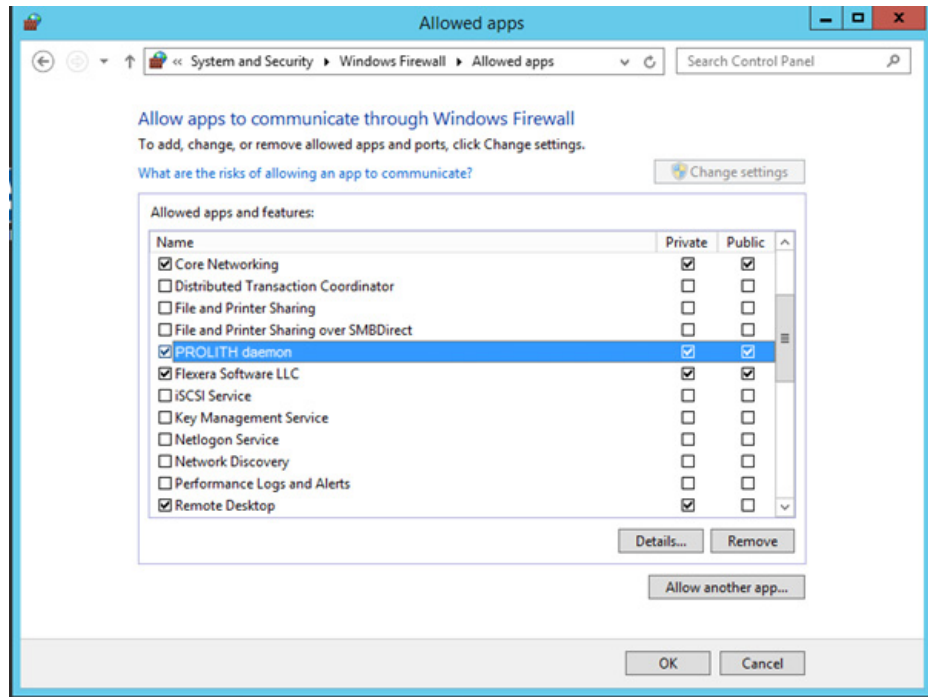 Allowed apps
« System and Security ▸ Windows Firewall ▸ Allowed apps
Search Control Panel
Allow apps to communicate through Windows Firewall
To add, change, or remove allowed apps and ports, click Change settings.
What are the risks of allowing an app to communicate?
Change settings
Allowed apps and features:
Name Private Public
Core Networking
Distributed Transaction Coordinator
File and Printer Sharing
File and Printer Sharing over SMBDirect
PROLITH daemon
Flexera Software LLC
iSCSI Service
Key Management Service
Netlogon Service
Network Discovery
Performance Logs and Alerts
Remote Desktop
Details... Remove
Allow another app...
OK Cancel